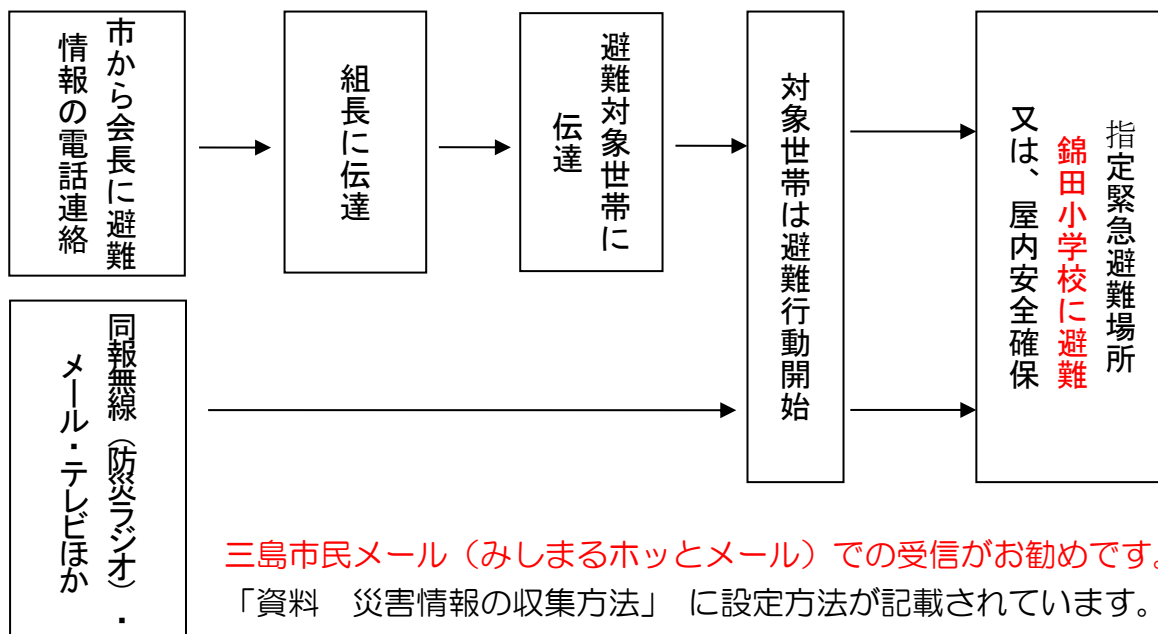 市から会長に避難
情報の電話連絡
組長に伝達
避難対象世帯に
伝達
対象世帯は避難行動開始
指定緊急避難場所
錦田小学校に避難
又は、屋内安全確保
同報無線（防災ラジオ）・
メール・テレビほか
三島市民メール（みしまるホッとメール）での受信がお勧めです。
「資料　災害情報の収集方法」 に設定方法が記載されています。